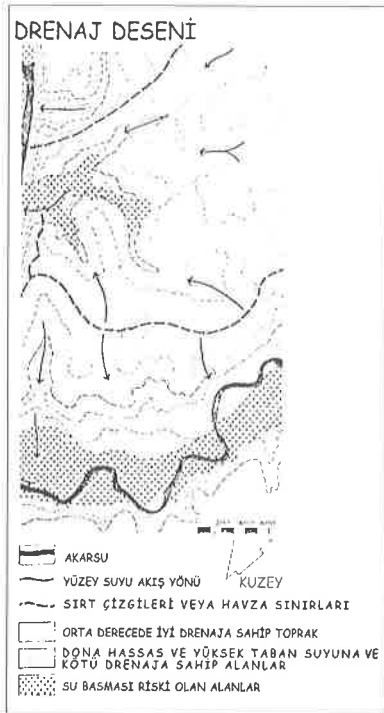 DRENAJ DESENİ
KUZEY
AKARSU
YÜZEY SUYU AKIŞ YÖNÜ
SIRT ÇİZGİLERİ VEYA HAVZA SINIRLARI
ORTA DERECEDE İYİ DRENAJA SAHİP TOPRAK
DONA HASSAS VE YÜKSEK TABAN SUYUNA VE
KÖTÜ DRENAJA SAHİP ALANLAR
SU BASMASI RİSKİ OLAN ALANLAR